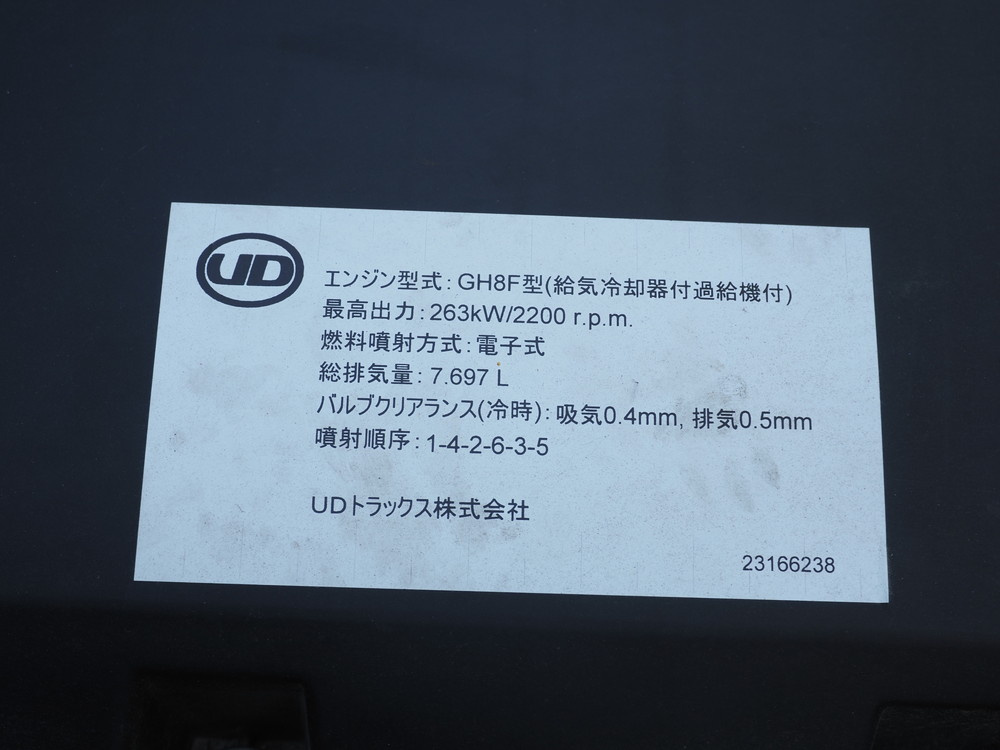 UD
エンジン型式：GH8F型(給気冷却器付過給機付)
最高出力：263kW/2200 r.p.m.
燃料噴射方式：電子式
総排気量：7.697 L
バルブクリアランス(冷時)：吸気0.4mm, 排気0.5mm
噴射順序：1-4-2-6-3-5
UDトラックス株式会社
23166238